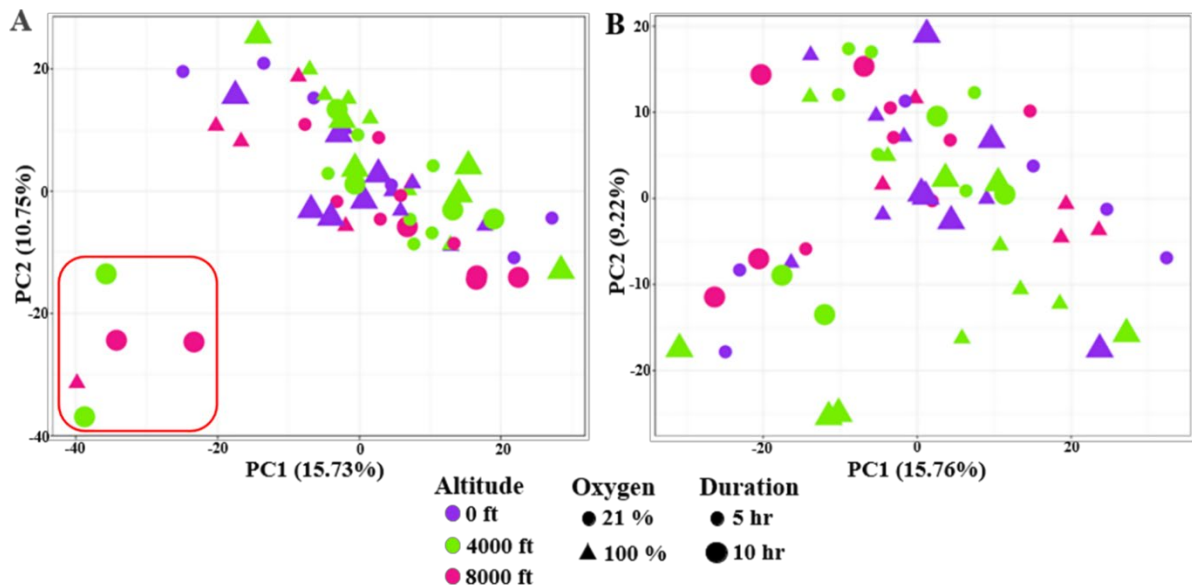 A
B
20
0
-20
-40
PC2 (10.75%)
-40
-20
0
20
PC1 (15.73%)
20
10
0
-10
-20
PC2 (9.22%)
-20
0
20
PC1 (15.76%)
Altitude
0 ft
4000 ft
8000 ft
Oxygen
21 %
100 %
Duration
5 hr
10 hr